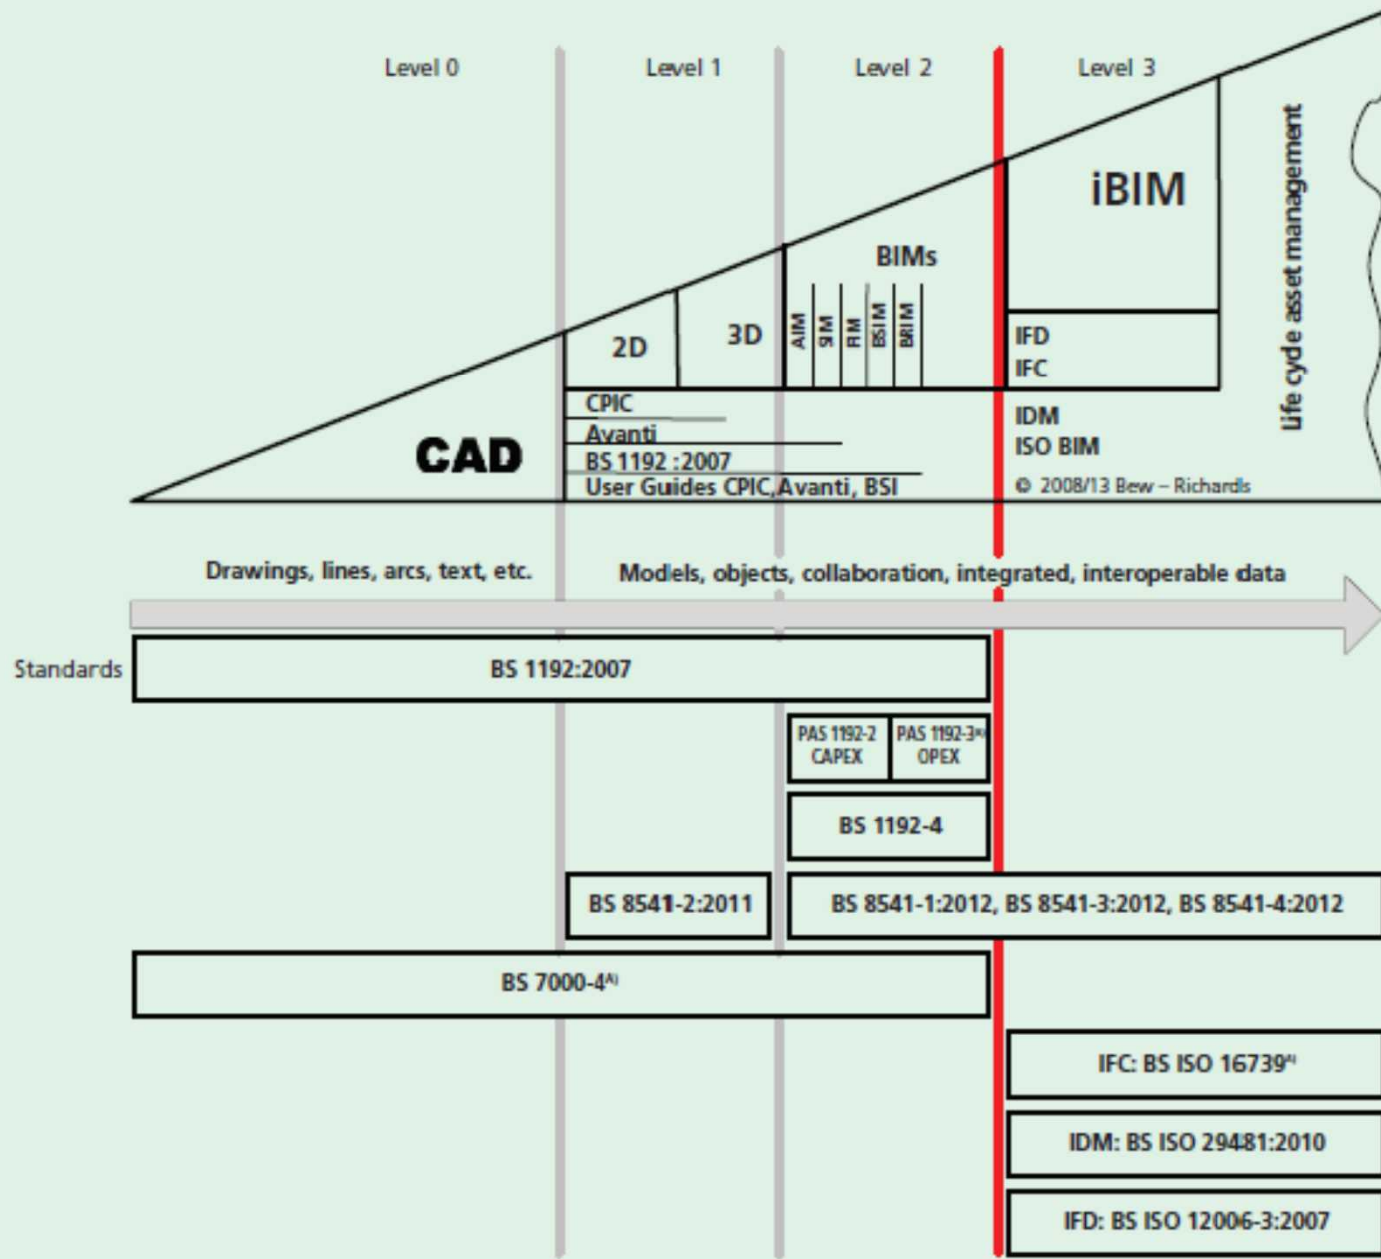 Level 0
Level 1
Level 2
Level 3
iBIM
Life cycle asset management
BIMs
2D
3D
AIM
SIM
FIM
BSIM
BRIM
IFD
IFC
CAD
CPIC
Avanti
BS 1192 :2007
User Guides CPIC,Avanti, BSI
IDM
ISO BIM
© 2008/13 Bew – Richards
Drawings, lines, arcs, text, etc.
Models, objects, collaboration, integrated, interoperable data
Standards
BS 1192:2007
PAS 1192-2
CAPEX
PAS 1192-3ᴬ⁾
OPEX
BS 1192-4
BS 8541-2:2011
BS 8541-1:2012, BS 8541-3:2012, BS 8541-4:2012
BS 7000-4ᴬ⁾
IFC: BS ISO 16739ᴬ⁾
IDM: BS ISO 29481:2010
IFD: BS ISO 12006-3:2007